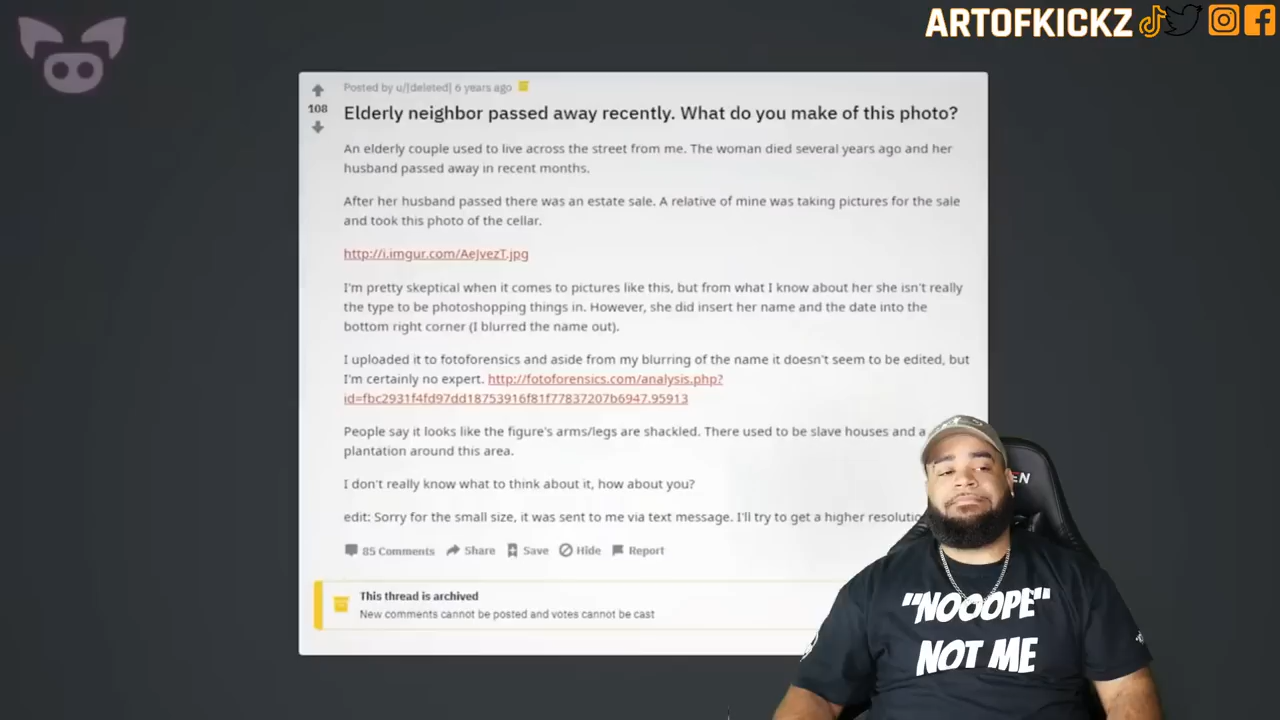 ARTOFKICKZ
Posted by u/[deleted] 6 years ago
108
Elderly neighbor passed away recently. What do you make of this photo?
An elderly couple used to live across the street from me. The woman died several years ago and her
husband passed away in recent months.
After her husband passed there was an estate sale. A relative of mine was taking pictures for the sale
and took this photo of the cellar.
http://i.imgur.com/AeJvezT.jpg
I'm pretty skeptical when it comes to pictures like this, but from what I know about her she isn't really
the type to be photoshopping things in. However, she did insert her name and the date into the
bottom right corner (I blurred the name out).
I uploaded it to fotoforensics and aside from my blurring of the name it doesn't seem to be edited, but
I'm certainly no expert. http://fotoforensics.com/analysis.php?
id=fbc2931f4fd97dd18753916f81f77837207b6947.95913
People say it looks like the figure's arms/legs are shackled. There used to be slave houses and a
plantation around this area.
I don't really know what to think about it, how about you?
edit: Sorry for the small size, it was sent to me via text message. I'll try to get a higher resolutio
85 Comments Share Save Hide Report
This thread is archived
New comments cannot be posted and votes cannot be cast
EN
"NOOOPE"
NOT ME